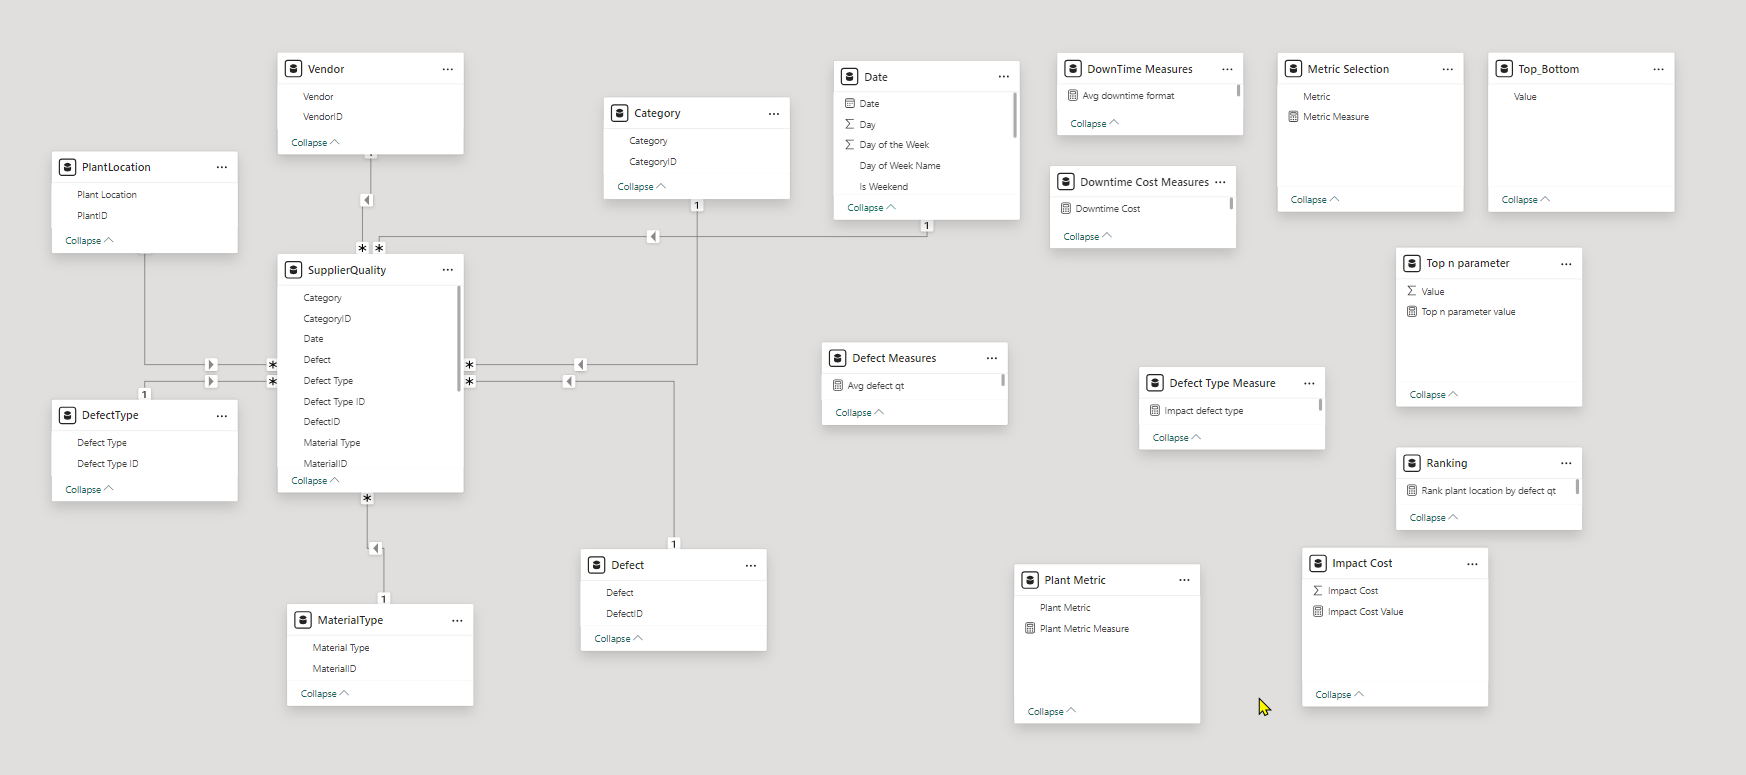 Vendor
Vendor
VendorID
Collapse
PlantLocation
Plant Location
PlantID
Collapse
Category
Category
CategoryID
Collapse
1
Date
Date
Day
Day of the Week
Day of Week Name
Is Weekend
Collapse
1
DownTime Measures
Avg downtime format
Collapse
Downtime Cost Measures
Downtime Cost
Collapse
Metric Selection
Metric
Metric Measure
Collapse
Top_Bottom
Value
Collapse
* *
SupplierQuality
Category
CategoryID
Date
Defect
Defect Type
Defect Type ID
DefectID
Material Type
MaterialID
Collapse
*
*
*
*
*
1
DefectType
Defect Type
Defect Type ID
Collapse
1
MaterialType
Material Type
MaterialID
Collapse
1
Defect
Defect
DefectID
Collapse
Defect Measures
Avg defect qt
Collapse
Defect Type Measure
Impact defect type
Collapse
Top n parameter
Value
Top n parameter value
Collapse
Ranking
Rank plant location by defect qt
Collapse
Plant Metric
Plant Metric
Plant Metric Measure
Collapse
Impact Cost
Impact Cost
Impact Cost Value
Collapse